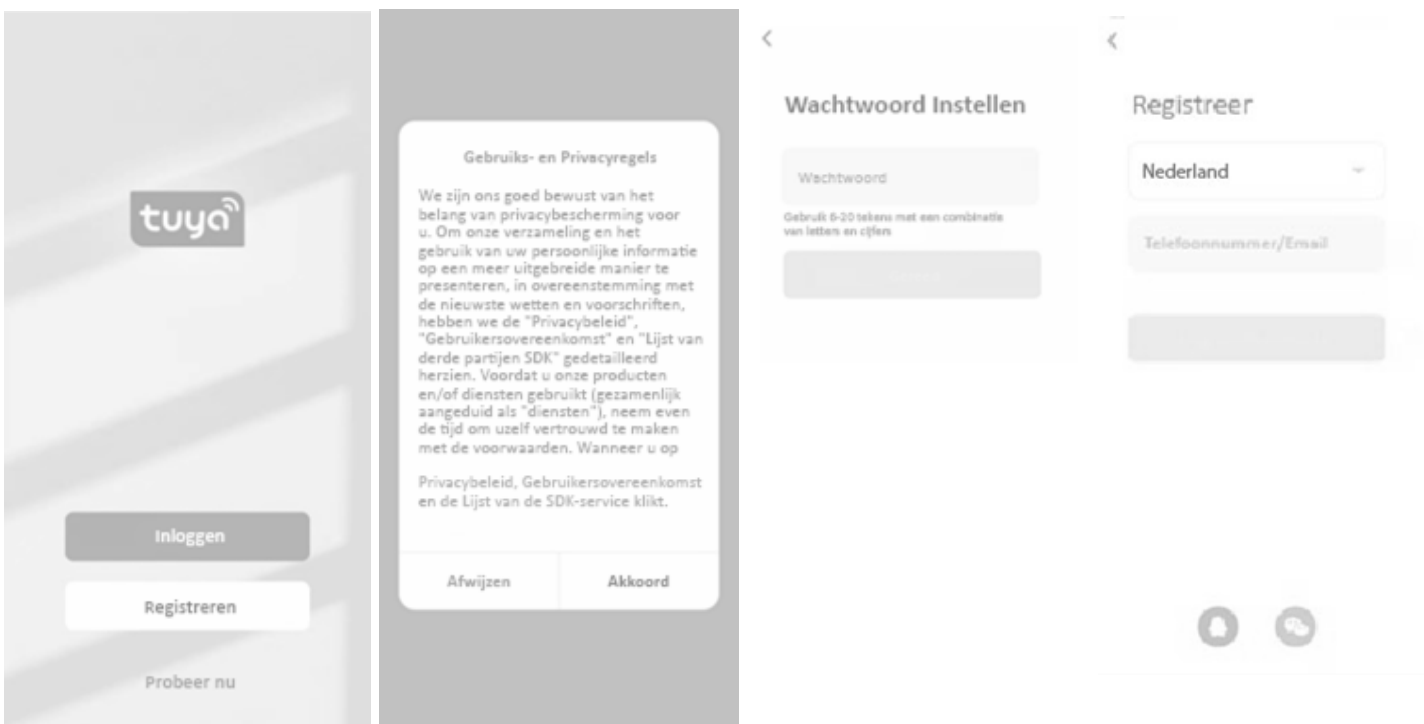 tuya
Inloggen
Registreren
Probeer nu
Gebruiks- en Privacyregels
We zijn ons goed bewust van het
belang van privacybescherming voor
u. Om onze verzameling en het
gebruik van uw persoonlijke informatie
op een meer uitgebreide manier te
presenteren, in overeenstemming met
de nieuwste wetten en voorschriften,
hebben we de "Privacybeleid",
"Gebruikersovereenkomst" en "Lijst van
derde partijen SDK" gedetailleerd
herzien. Voordat u onze producten
en/of diensten gebruikt (gezamenlijk
aangeduid als "diensten"), neem even
de tijd om uzelf vertrouwd te maken
met de voorwaarden. Wanneer u op
Privacybeleid, Gebruikersovereenkomst
en de Lijst van de SDK-service klikt.
Afwijzen
Akkoord
Wachtwoord Instellen
Wachtwoord
Gebruik 6-20 tekens met een combinatie
van letters en cijfers
Registreer
Nederland
Telefoonnummer/Email